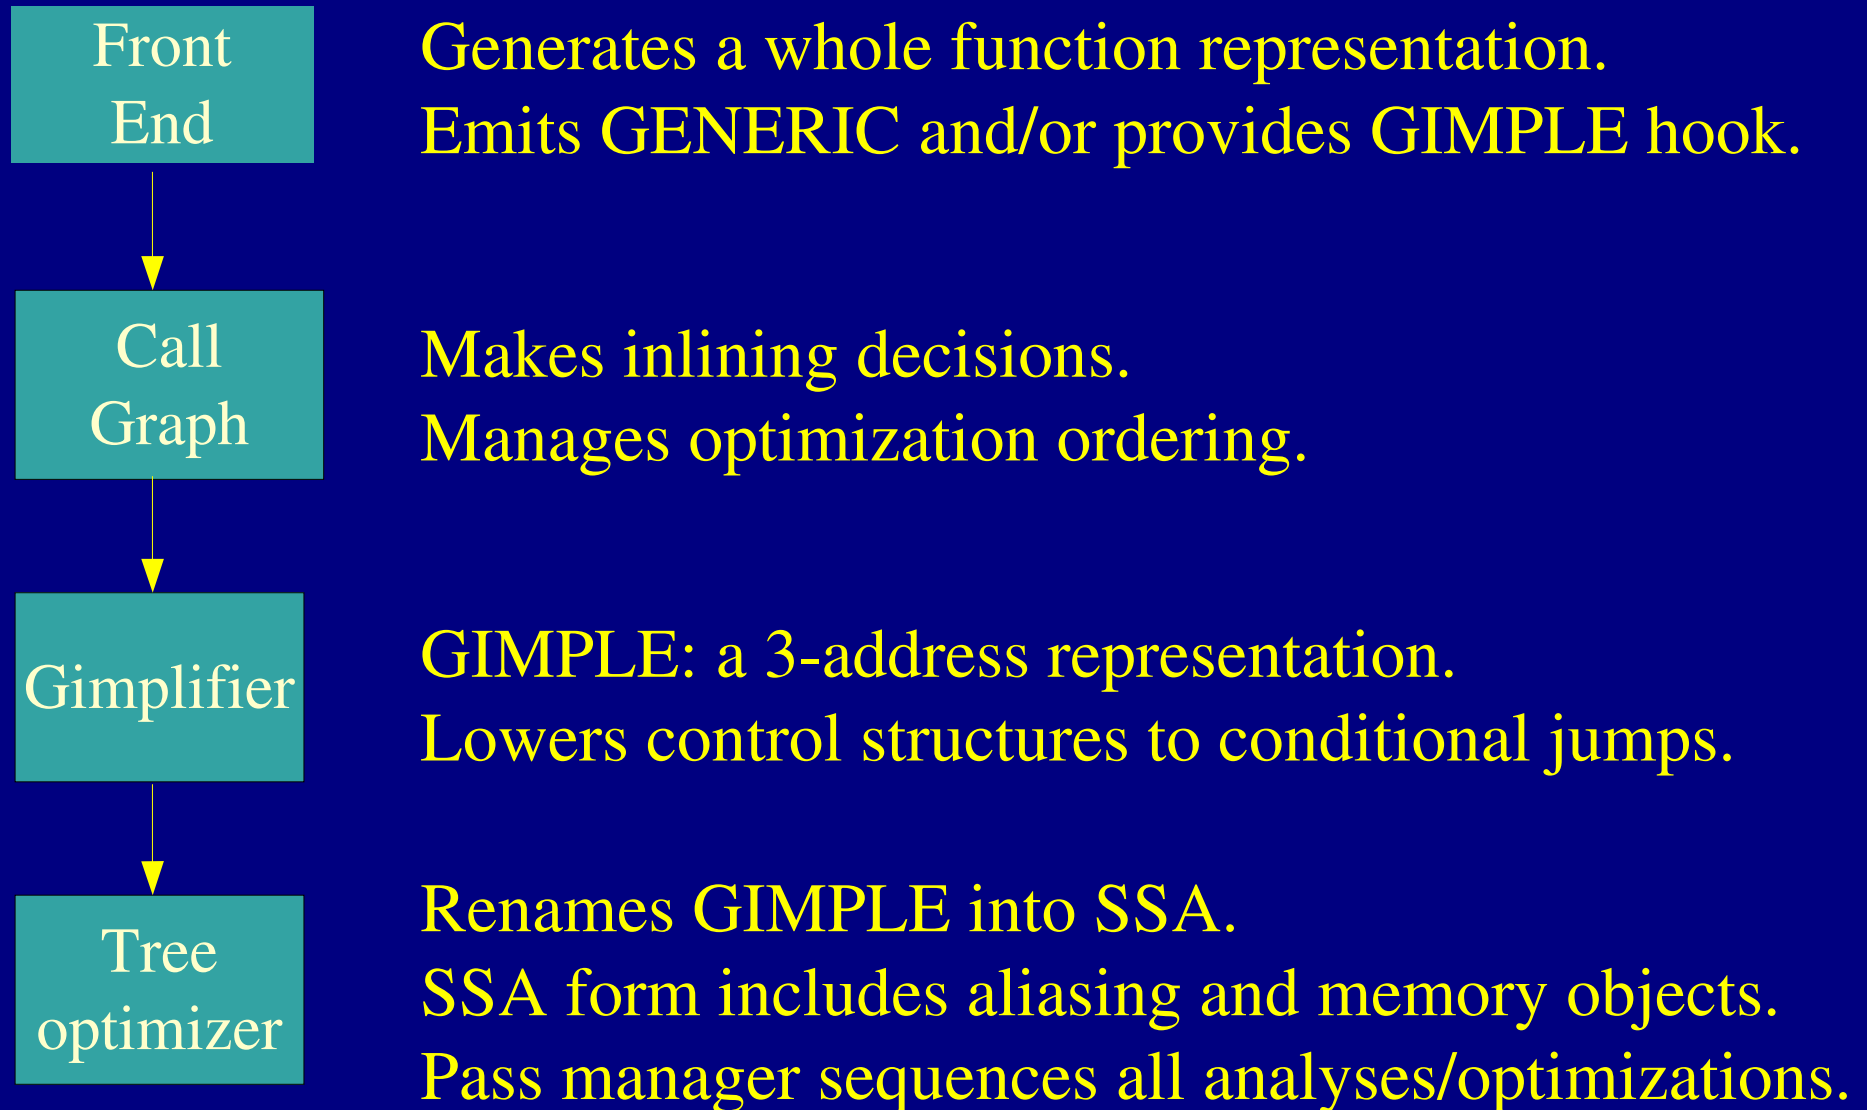 Front
End
Generates a whole function representation.
Emits GENERIC and/or provides GIMPLE hook.
Call
Graph
Makes inlining decisions.
Manages optimization ordering.
Gimplifier
GIMPLE: a 3-address representation.
Lowers control structures to conditional jumps.
Tree
optimizer
Renames GIMPLE into SSA.
SSA form includes aliasing and memory objects.
Pass manager sequences all analyses/optimizations.